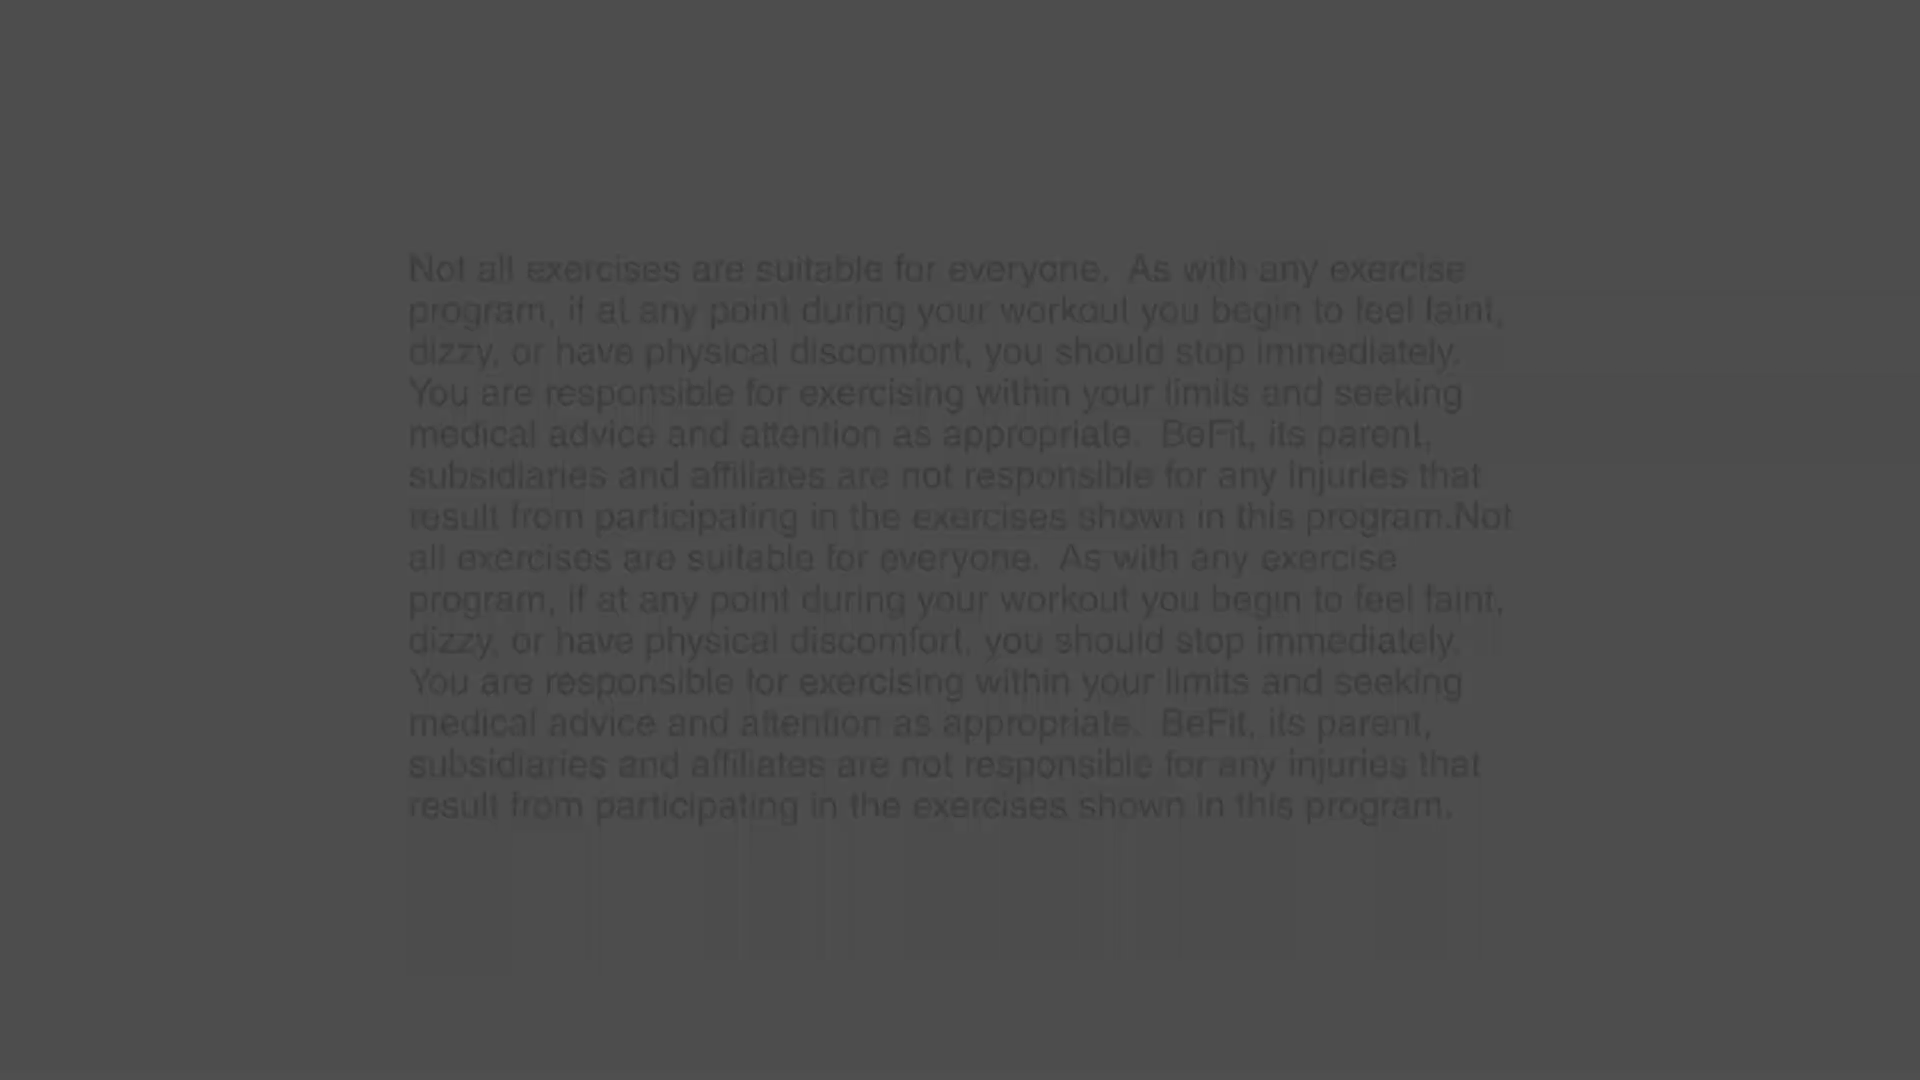 Not all exercises are suitable for everyone.  As with any exercise
program, if at any point during your workout you begin to feel faint,
dizzy, or have physical discomfort, you should stop immediately.
You are responsible for exercising within your limits and seeking
medical advice and attention as appropriate.  BeFit, its parent,
subsidiaries and affiliates are not responsible for any injuries that
result from participating in the exercises shown in this program.Not
all exercises are suitable for everyone.  As with any exercise
program, if at any point during your workout you begin to feel faint,
dizzy, or have physical discomfort, you should stop immediately.
You are responsible for exercising within your limits and seeking
medical advice and attention as appropriate.  BeFit, its parent,
subsidiaries and affiliates are not responsible for any injuries that
result from participating in the exercises shown in this program.